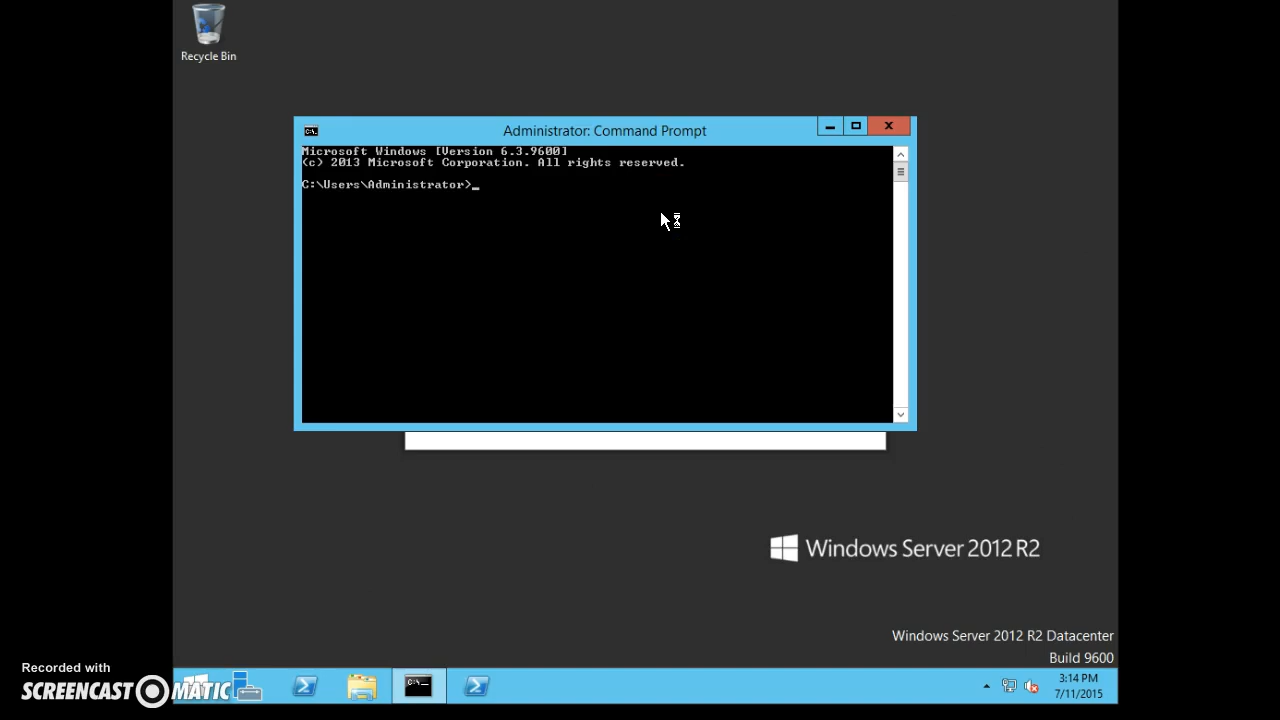 Recycle Bin
Administrator: Command Prompt
Microsoft Windows [Version 6.3.9600]
(c) 2013 Microsoft Corporation. All rights reserved.
C:\Users\Administrator>_
Windows Server 2012 R2
Windows Server 2012 R2 Datacenter
Build 9600
Recorded with
SCREENCAST MATIC
3:14 PM
7/11/2015